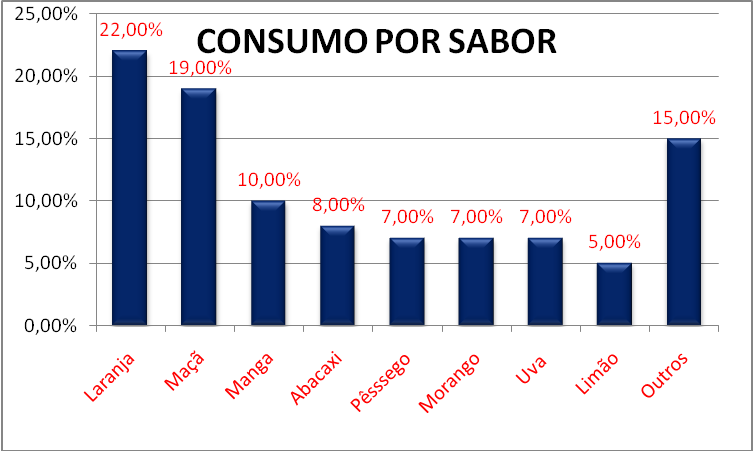 CONSUMO POR SABOR
25,00%
20,00%
15,00%
10,00%
5,00%
0,00%
22,00%
19,00%
10,00%
8,00%
7,00%
7,00%
7,00%
5,00%
15,00%
Laranja
Maçã
Manga
Abacaxi
Pêsssego
Morango
Uva
Limão
Outros